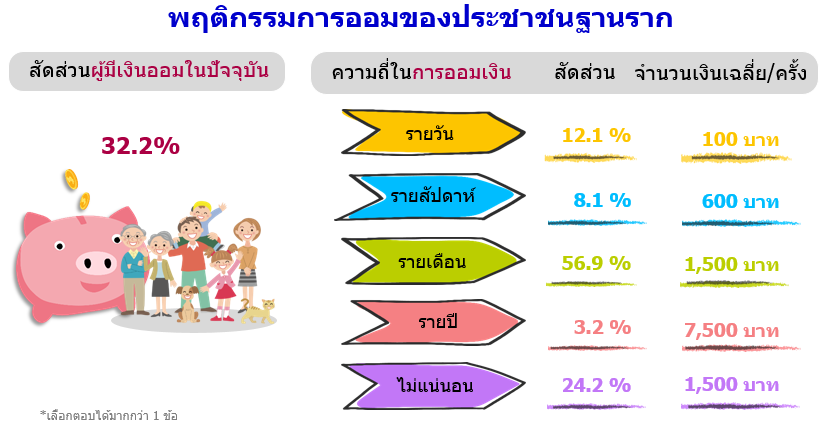 พฤติกรรมการออมของประชาชนฐานราก
สัดส่วนผู้มีเงินออมในปัจจุบัน
32.2%
ความถี่ในการออมเงิน สัดส่วน จำนวนเงินเฉลี่ย/ครั้ง
รายวัน 12.1 % 100 บาท
รายสัปดาห์ 8.1 % 600 บาท
รายเดือน 56.9 % 1,500 บาท
รายปี 3.2 % 7,500 บาท
ไม่แน่นอน 24.2 % 1,500 บาท
*เลือกตอบได้มากกว่า 1 ข้อ